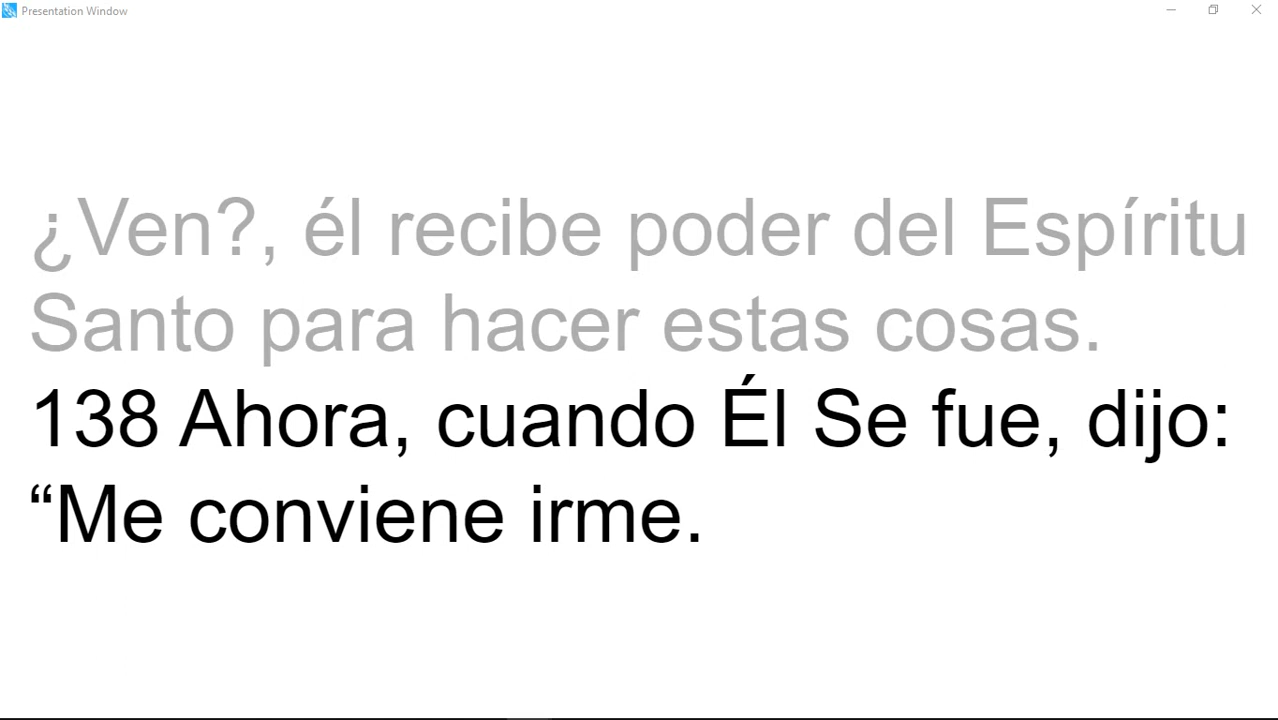 Presentation Window
¿Ven?, él recibe poder del Espíritu
Santo para hacer estas cosas.
138 Ahora, cuando Él Se fue, dijo:
“Me conviene irme.